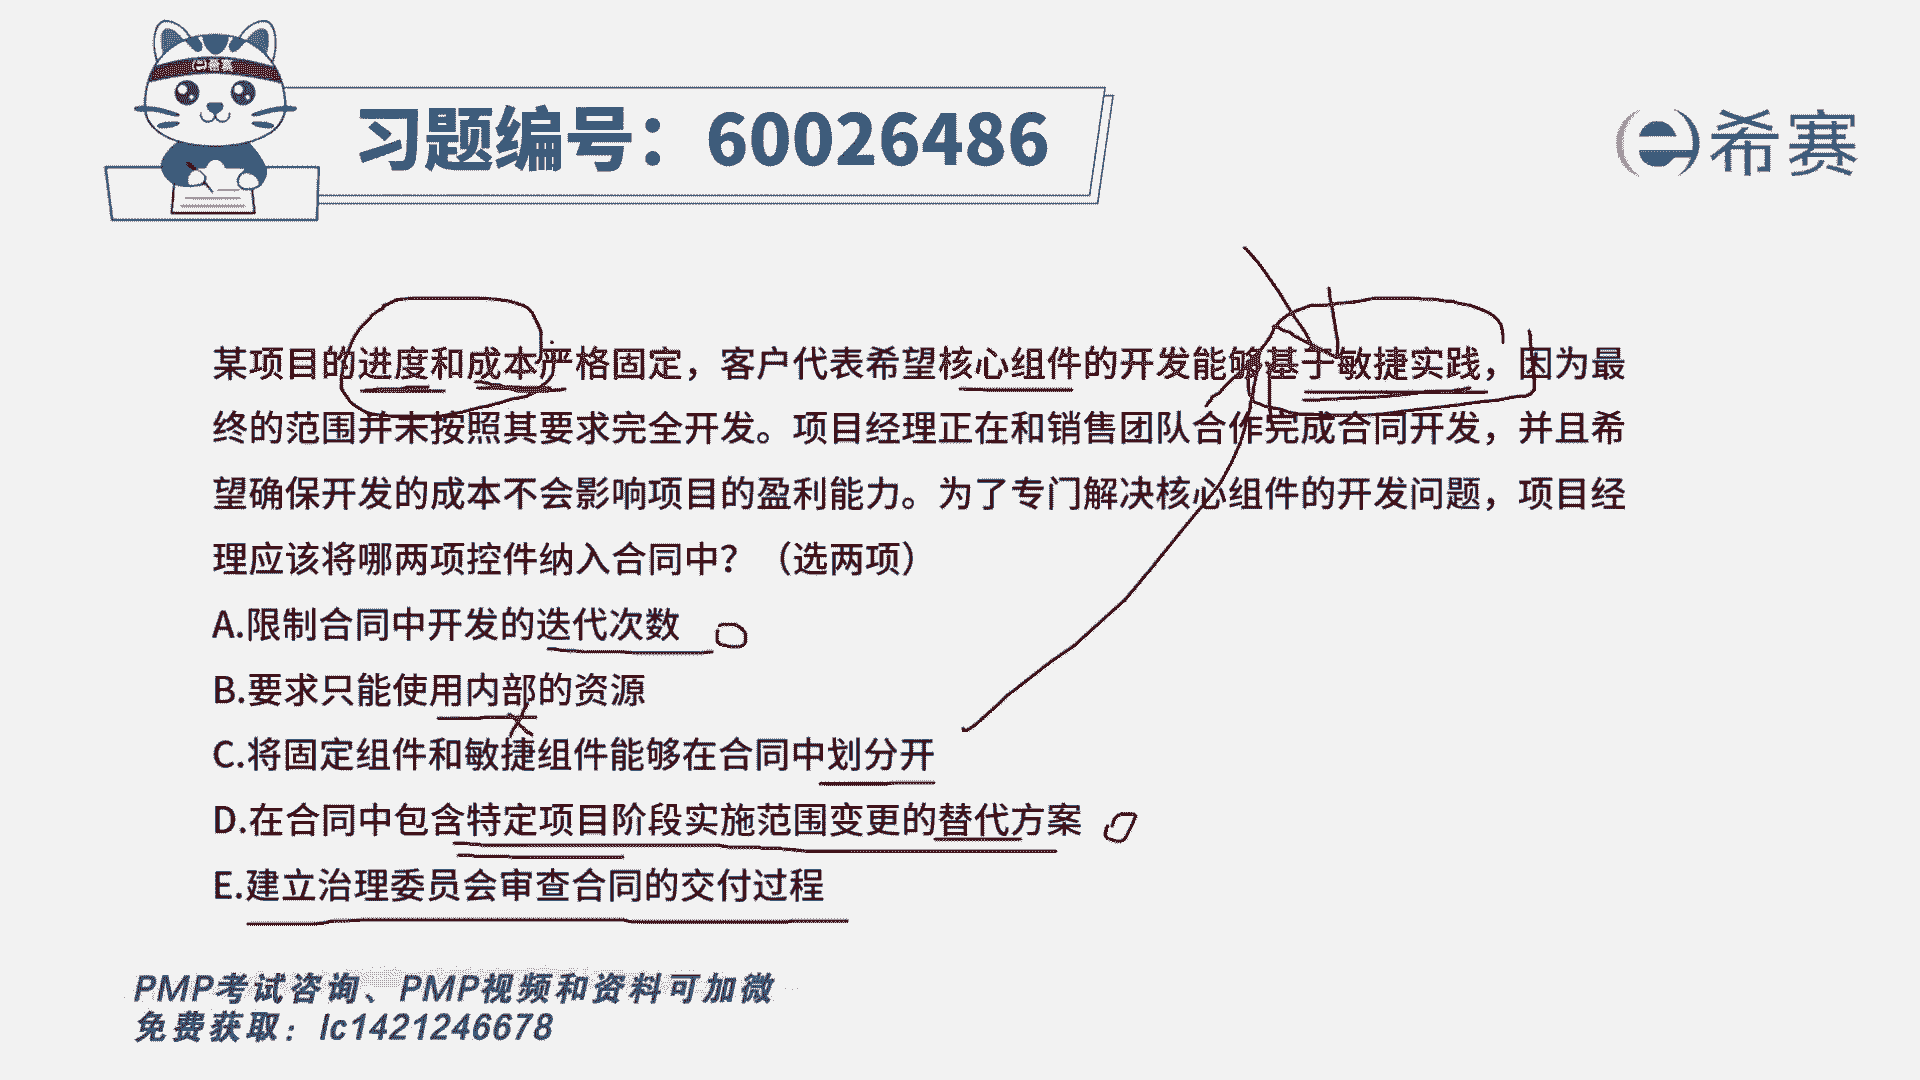 习题编号：60026486
希赛
希赛
某项目的进度和成本严格固定，客户代表希望核心组件的开发能够基于敏捷实践，因为最
终的范围并未按照其要求完全开发。项目经理正在和销售团队合作完成合同开发，并且希
望确保开发的成本不会影响项目的盈利能力。为了专门解决核心组件的开发问题，项目经
理应该将哪两项控件纳入合同中？（选两项）
A.限制合同中开发的迭代次数
B.要求只能使用内部的资源
C.将固定组件和敏捷组件能够在合同中划分开
D.在合同中包含特定项目阶段实施范围变更的替代方案
E.建立治理委员会审查合同的交付过程
PMP考试咨询、PMP视频和资料可加微
免费获取：lc1421246678